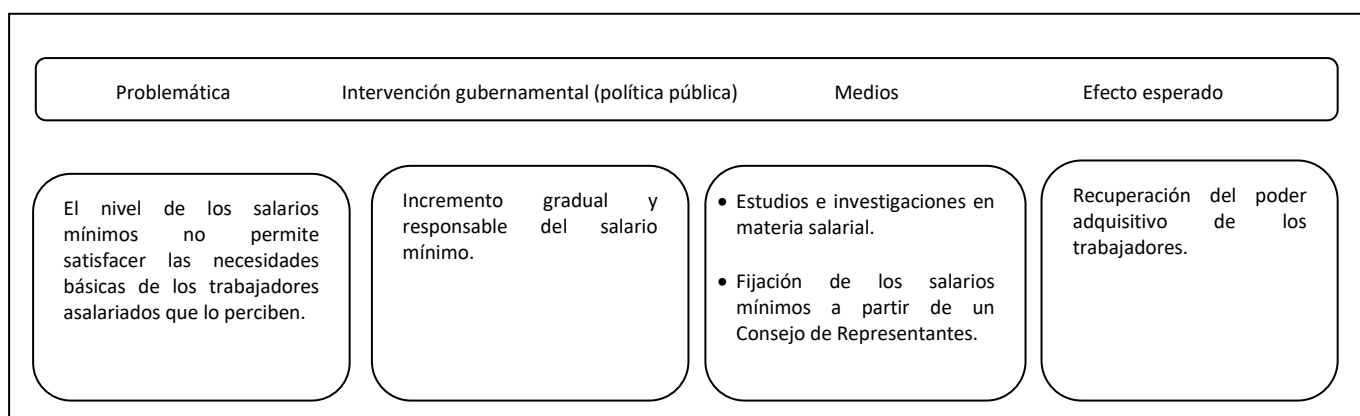 Problemática Intervención gubernamental (política pública) Medios Efecto esperado
El nivel de los salarios
mínimos no permite
satisfacer las necesidades
básicas de los trabajadores
asalariados que lo perciben.
Incremento gradual y
responsable del salario
mínimo.
• Estudios e investigaciones en
materia salarial.
• Fijación de los salarios
mínimos a partir de un
Consejo de Representantes.
Recuperación del poder
adquisitivo de los
trabajadores.